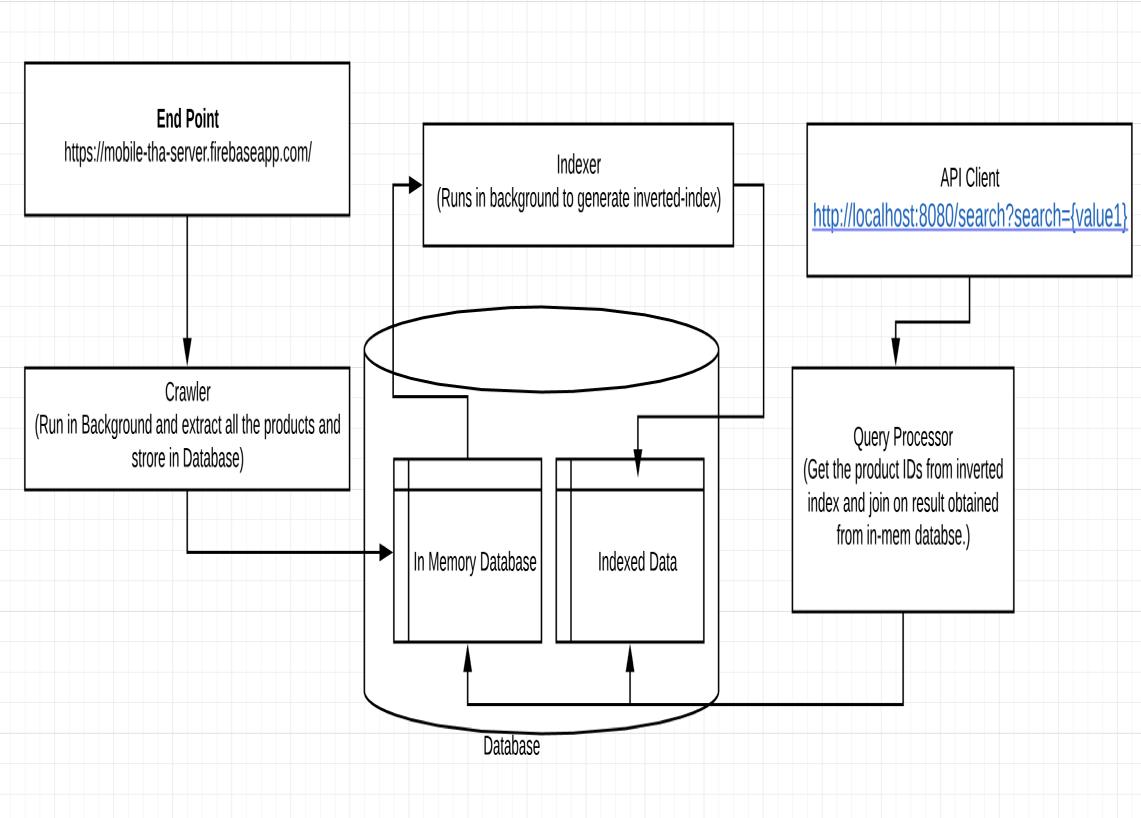 End Point
https://mobile-tha-server.firebaseapp.com/
Indexer
(Runs in background to generate inverted-index)
API Client
http://localhost:8080/search?search={value1}
Crawler
(Run in Background and extract all the products and
strore in Database)
Query Processor
(Get the product IDs from inverted
index and join on result obtained
from in-mem databse.)
In Memory Database
Indexed Data
Database